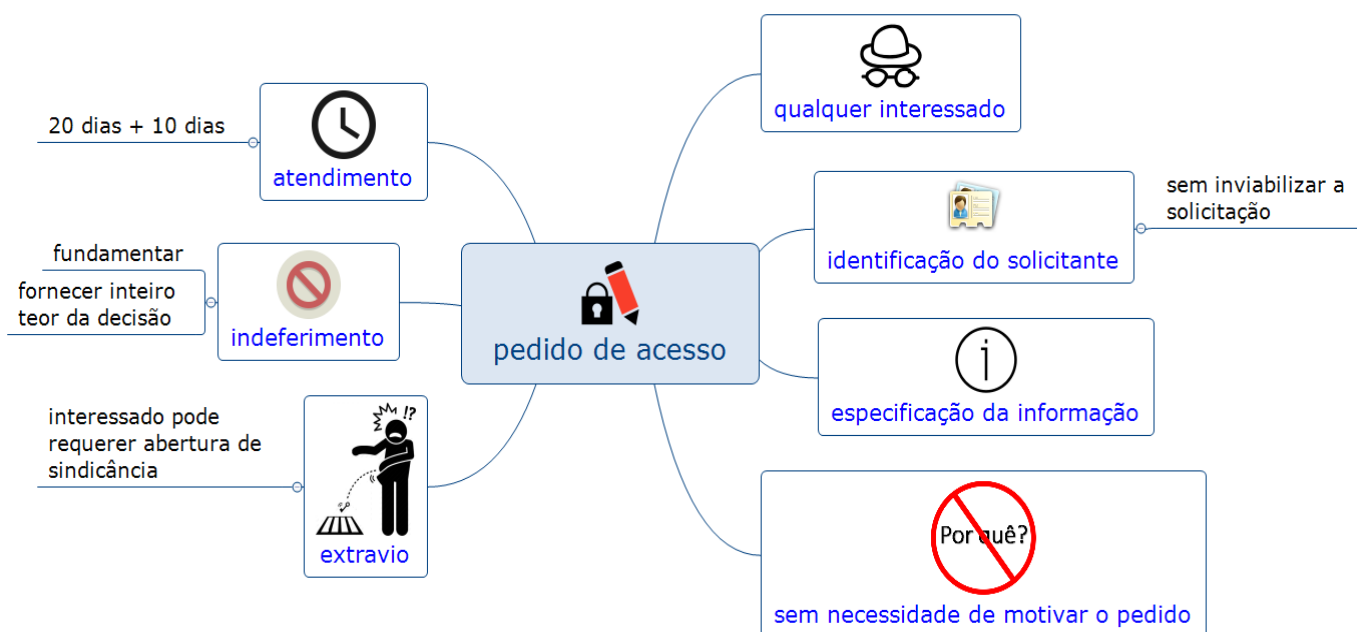 pedido de acesso
qualquer interessado
identificação do solicitante
sem inviabilizar a
solicitação
especificação da informação
Por quê?
sem necessidade de motivar o pedido
atendimento
20 dias + 10 dias
indeferimento
fundamentar
fornecer inteiro
teor da decisão
!?
extravio
interessado pode
requerer abertura de
sindicância
i